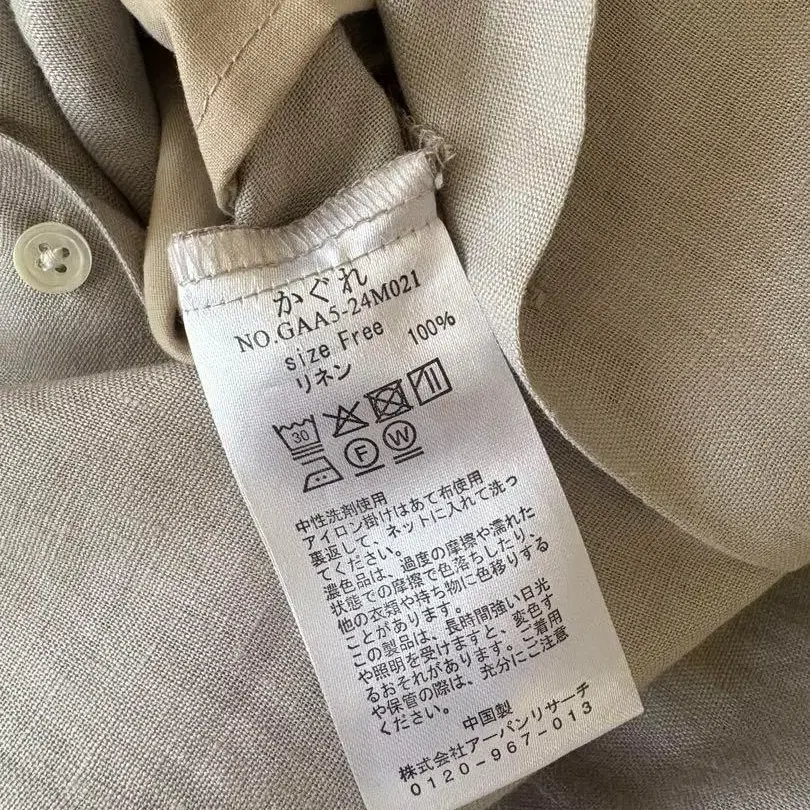 かぐれ
NO.GAA5-24M021
size Free
リネン 100%
30
F W
中性洗剤使用
アイロン掛けはあて布使用
裏返して、ネットに入れて洗っ
てください。
濃色品は、過度の摩擦や濡れた
状態での摩擦で色落ちしたり、
他の衣類や持ち物に色移りする
ことがあります。
この製品は、長時間強い日光
や照明を受けますと、変色す
るおそれがあります。ご着用
や保管の際は、充分にご注意
ください。
中国製
株式会社アーバンリサーチ
0120-967-013